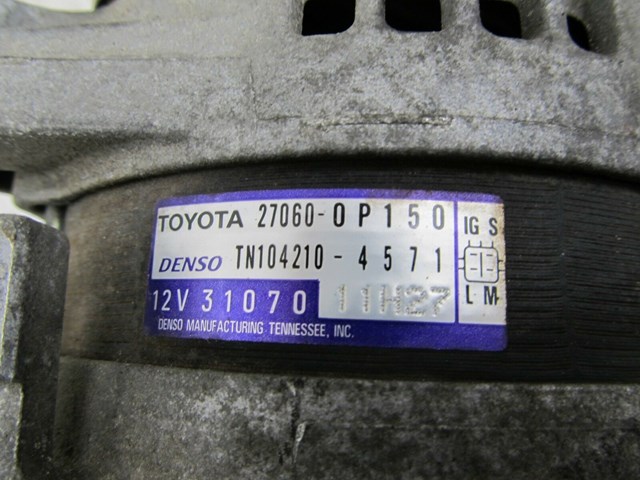 TOYOTA 27060-0P150 IG S
DENSO TN104210-4571
12V 31070 11H27 L M
DENSO MANUFACTURING TENNESSEE, INC.